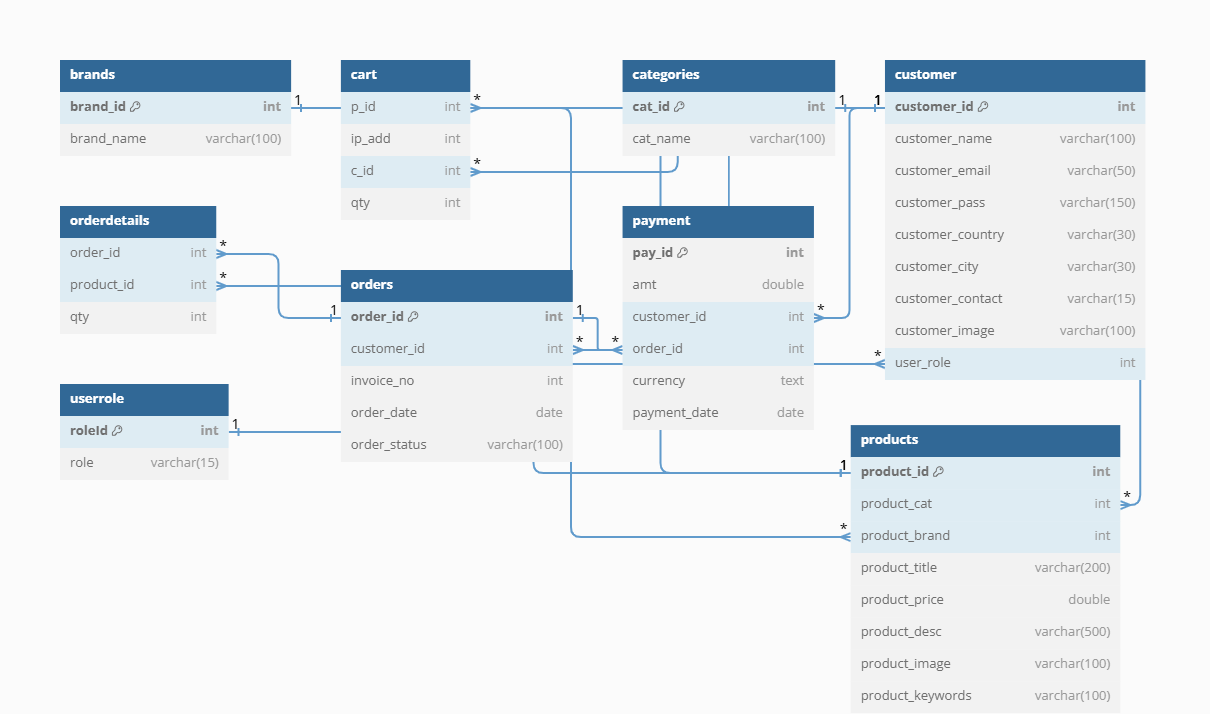 brands
brand_id int
brand_name varchar(100)
cart
p_id int
ip_add int
c_id int
qty int
categories
cat_id int
cat_name varchar(100)
customer
customer_id int
customer_name varchar(100)
customer_email varchar(50)
customer_pass varchar(150)
customer_country varchar(30)
customer_city varchar(30)
customer_contact varchar(15)
customer_image varchar(100)
user_role int
orderdetails
order_id int
product_id int
qty int
orders
order_id int
customer_id int
invoice_no int
order_date date
order_status varchar(100)
payment
pay_id int
amt double
customer_id int
order_id int
currency text
payment_date date
userrole
roleId int
role varchar(15)
products
product_id int
product_cat int
product_brand int
product_title varchar(200)
product_price double
product_desc varchar(500)
product_image varchar(100)
product_keywords varchar(100)
1
*
*
1
1
*
*
1
1
*
*
*
*
1
1
*
*